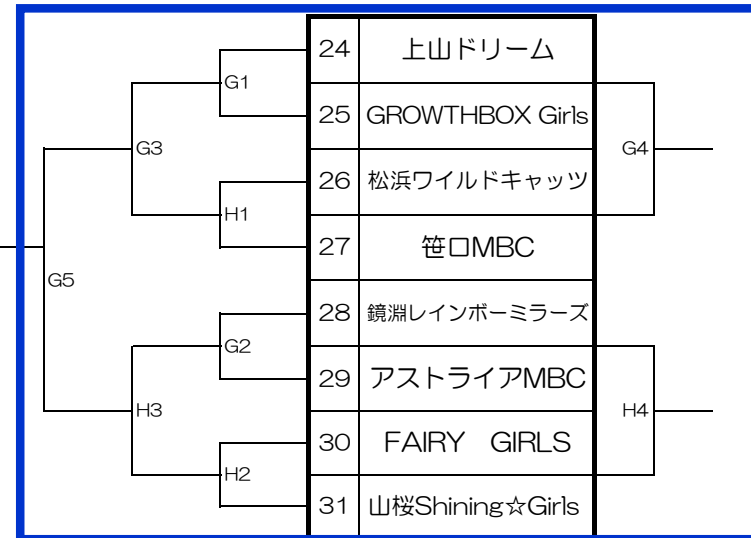 24 上山ドリーム
G1
25 GROWTHBOX Girls
G3 G4
26 松浜ワイルドキャッツ
H1
27 笹口MBC
G5
28 鏡淵レインボーミラーズ
G2
29 アストライアMBC
H3 H4
30 FAIRY GIRLS
H2
31 山桜Shining☆Girls